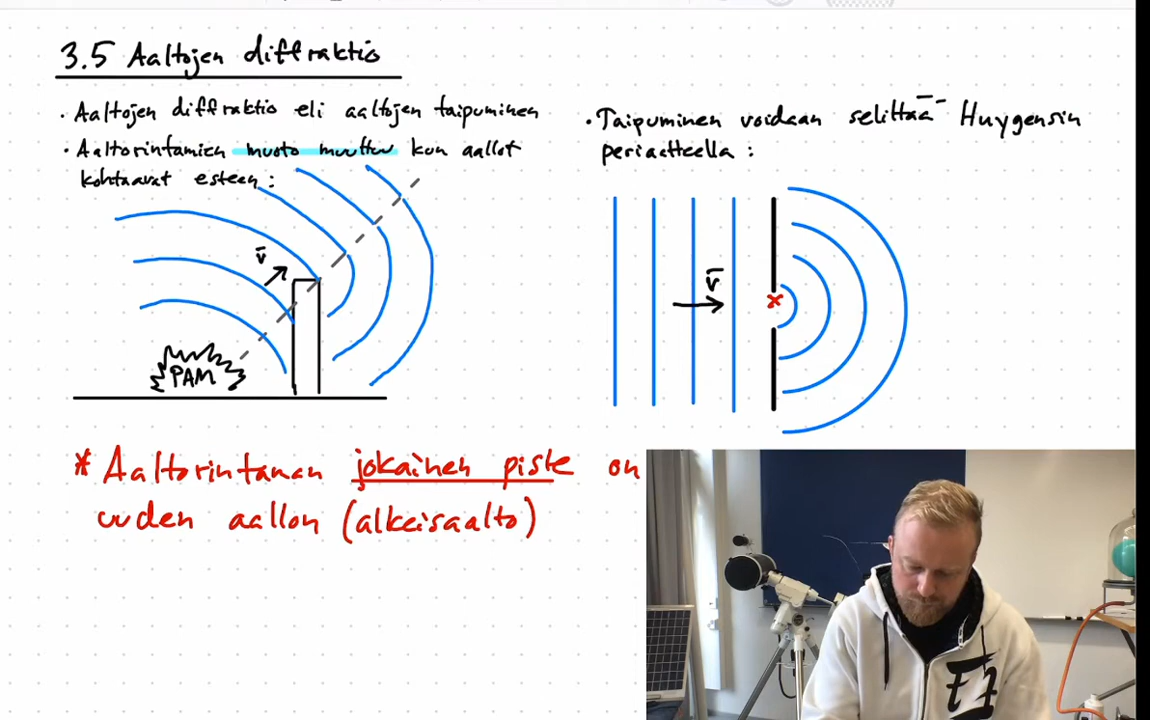 3.5 Aaltojen diffraktio
• Aaltojen diffraktio eli aaltojen taipuminen
• Aaltorintamien muoto muuttuu kun aallot
kohtaavat esteen:
v̄
PAM
• Taipuminen voidaan selittää Huygensin
periaatteella:
v̄
x
* Aaltorintaman jokainen piste on
uuden aallon (alkeisaalto)